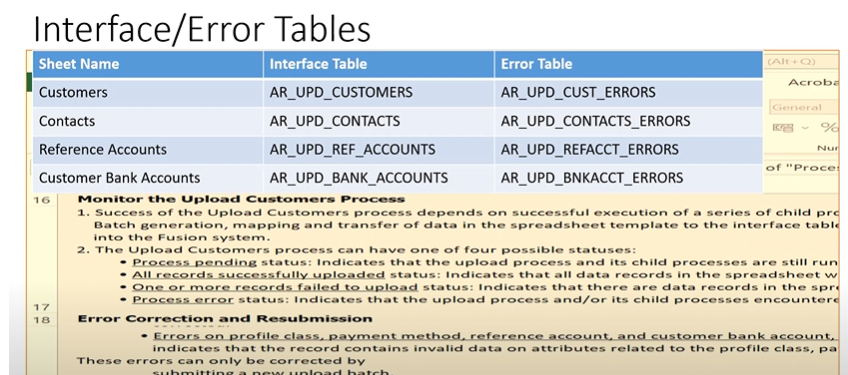 Interface/Error Tables
Sheet Name Interface Table Error Table
(Alt+Q)
Customers AR_UPD_CUSTOMERS AR_UPD_CUST_ERRORS
Acroba
Contacts AR_UPD_CONTACTS AR_UPD_CONTACTS_ERRORS
General
%
Reference Accounts AR_UPD_REF_ACCOUNTS AR_UPD_REFACCT_ERRORS
Nur
of "Proce
Customer Bank Accounts AR_UPD_BANK_ACCOUNTS AR_UPD_BNKACCT_ERRORS
16 Monitor the Upload Customers Process
1. Success of the Upload Customers process depends on successful execution of a series of child pro
Batch generation, mapping and transfer of data in the spreadsheet template to the interface table
into the Fusion system.
2. The Upload Customers process can have one of four possible statuses:
• Process pending status: Indicates that the upload process and its child processes are still run
• All records successfully uploaded status: Indicates that all data records in the spreadsheet w
• One or more records failed to upload status: Indicates that there are data records in the spre
• Process error status: Indicates that the upload process and/or its child processes encountere
17
18 Error Correction and Resubmission
• Errors on profile class, payment method, reference account, and customer bank account,
indicates that the record contains invalid data on attributes related to the profile class, pa
These errors can only be corrected by
submitting a new upload batch.